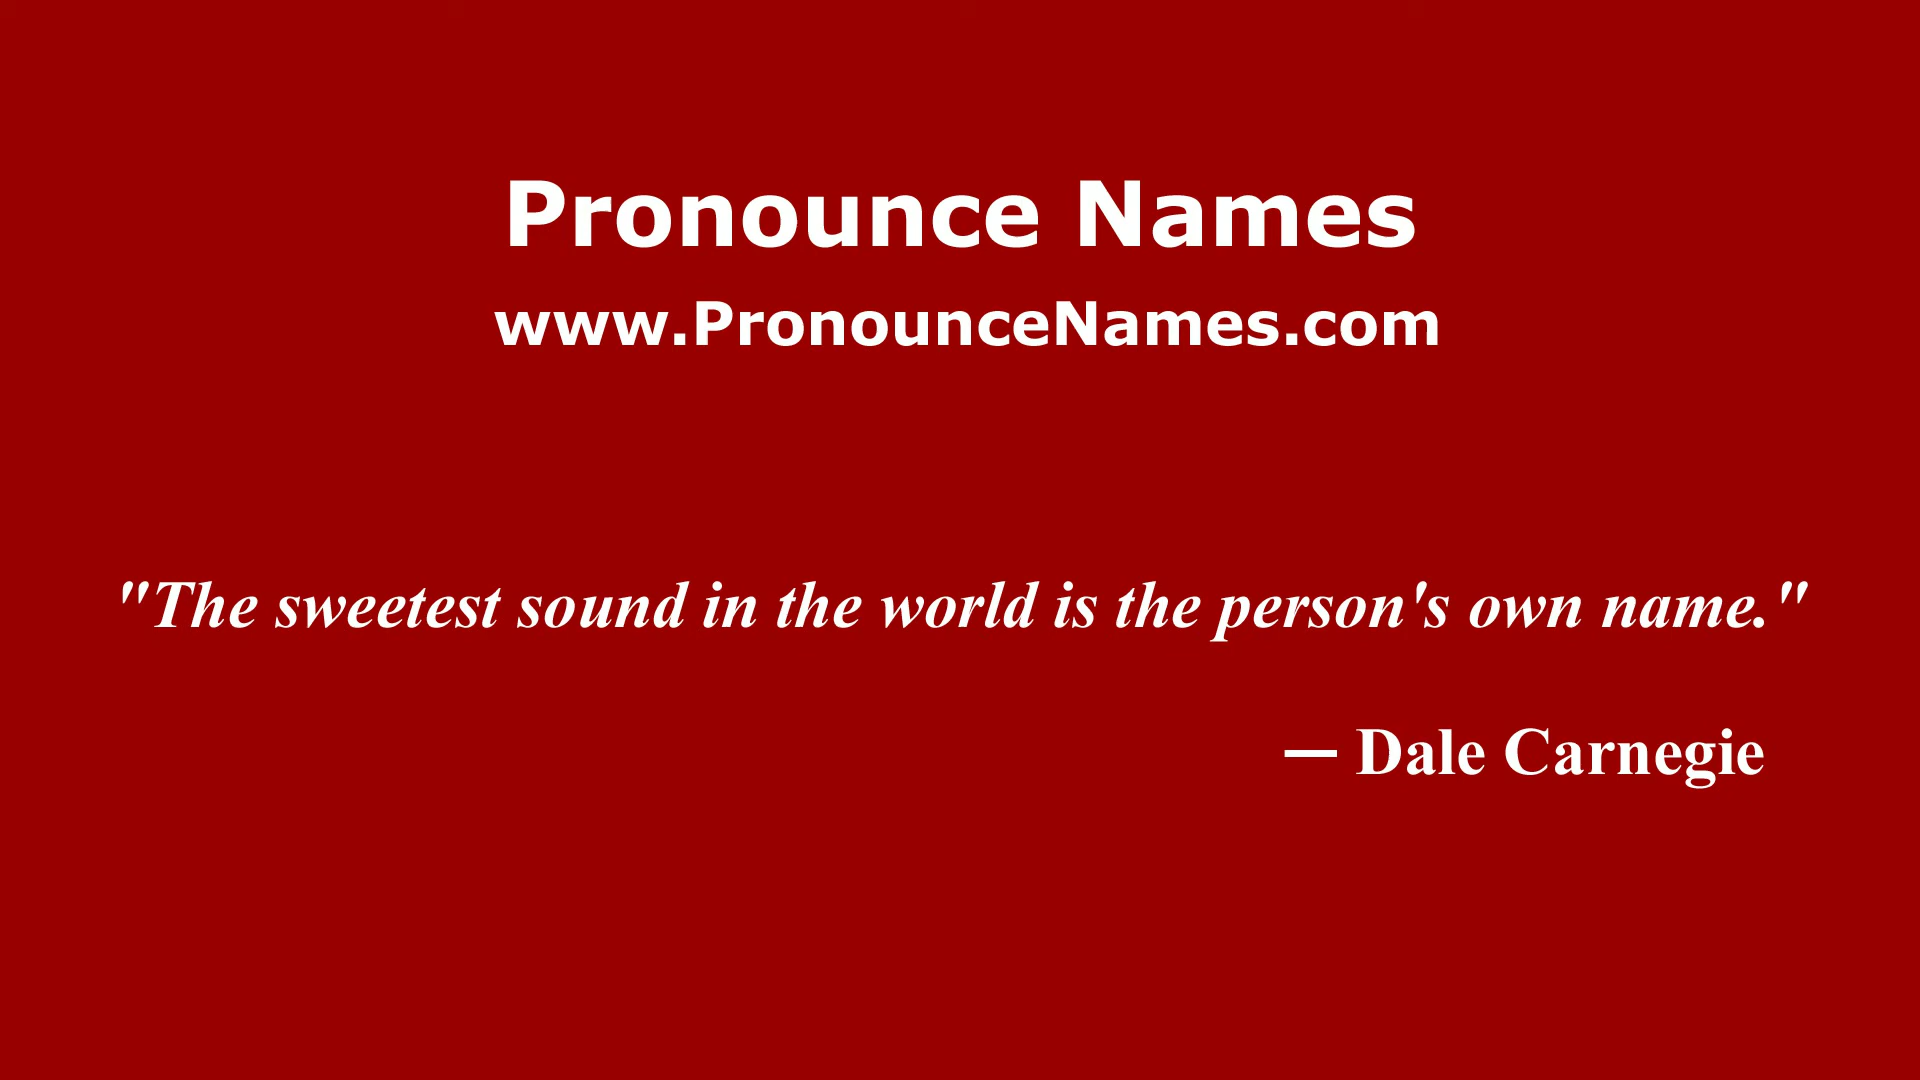 Pronounce Names
www.PronounceNames.com
"The sweetest sound in the world is the person's own name."
— Dale Carnegie